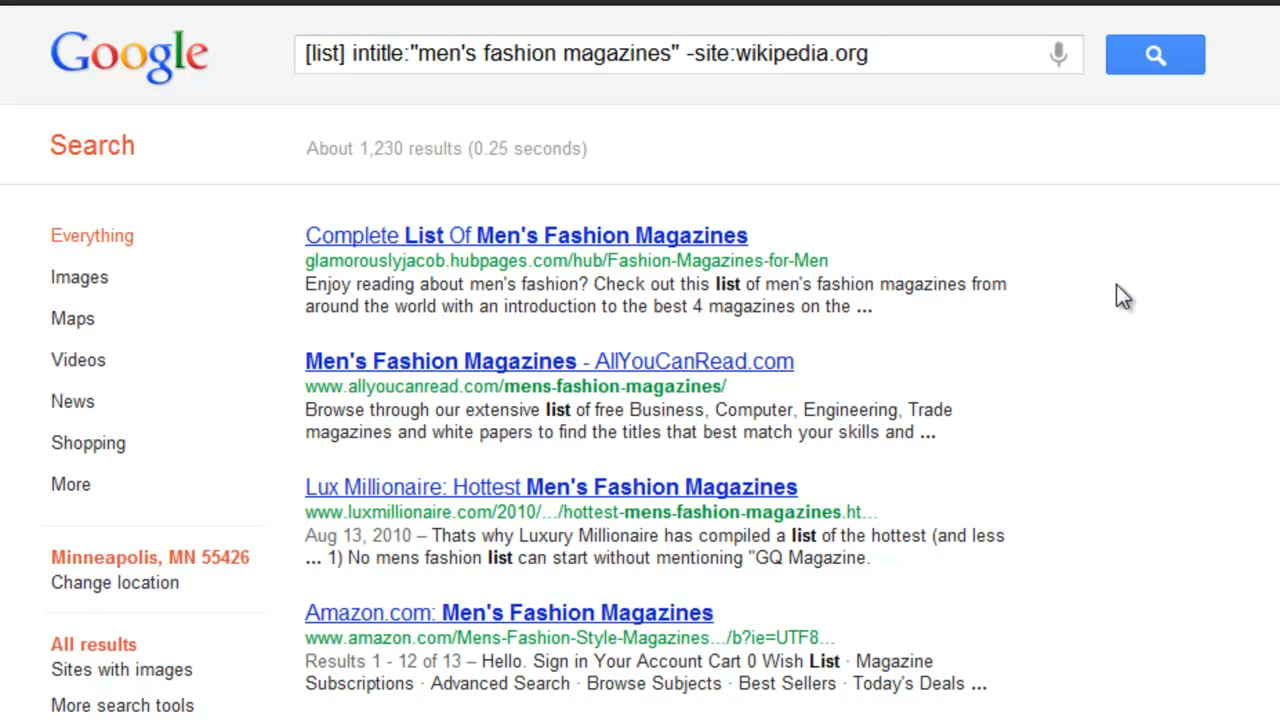 Google
[list] intitle:"men's fashion magazines" -site:wikipedia.org
Search
About 1,230 results (0.25 seconds)
Everything
Images
Maps
Videos
News
Shopping
More
Minneapolis, MN 55426
Change location
All results
Sites with images
More search tools
Complete List Of Men's Fashion Magazines
glamorouslyjacob.hubpages.com/hub/Fashion-Magazines-for-Men
Enjoy reading about men's fashion? Check out this list of men's fashion magazines from
around the world with an introduction to the best 4 magazines on the ...
Men's Fashion Magazines - AllYouCanRead.com
www.allyoucanread.com/mens-fashion-magazines/
Browse through our extensive list of free Business, Computer, Engineering, Trade
magazines and white papers to find the titles that best match your skills and ...
Lux Millionaire: Hottest Men's Fashion Magazines
www.luxmillionaire.com/2010/.../hottest-mens-fashion-magazines.ht...
Aug 13, 2010 – Thats why Luxury Millionaire has compiled a list of the hottest (and less
... 1) No mens fashion list can start without mentioning "GQ Magazine.
Amazon.com: Men's Fashion Magazines
www.amazon.com/Mens-Fashion-Style-Magazines.../b?ie=UTF8...
Results 1 - 12 of 13 – Hello. Sign in Your Account Cart 0 Wish List · Magazine
Subscriptions · Advanced Search · Browse Subjects · Best Sellers · Today's Deals ...